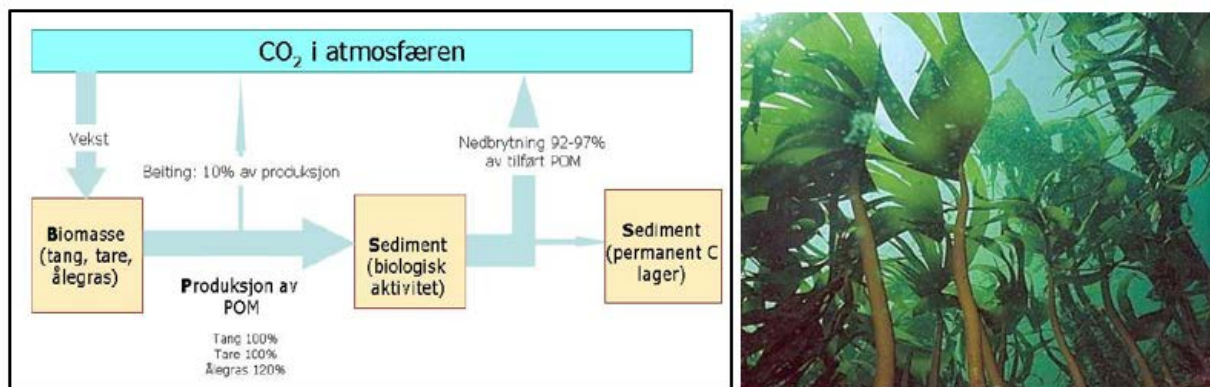 CO₂ i atmosfæren
Vekst
Beiting: 10% av produksjon
Nedbrytning 92-97%
av tilført POM
Biomasse
(tang, tare,
ålegras)
Produksjon av
POM
Tang 100%
Tare 100%
Ålegras 120%
Sediment
(biologisk
aktivitet)
Sediment
(permanent C
lager)